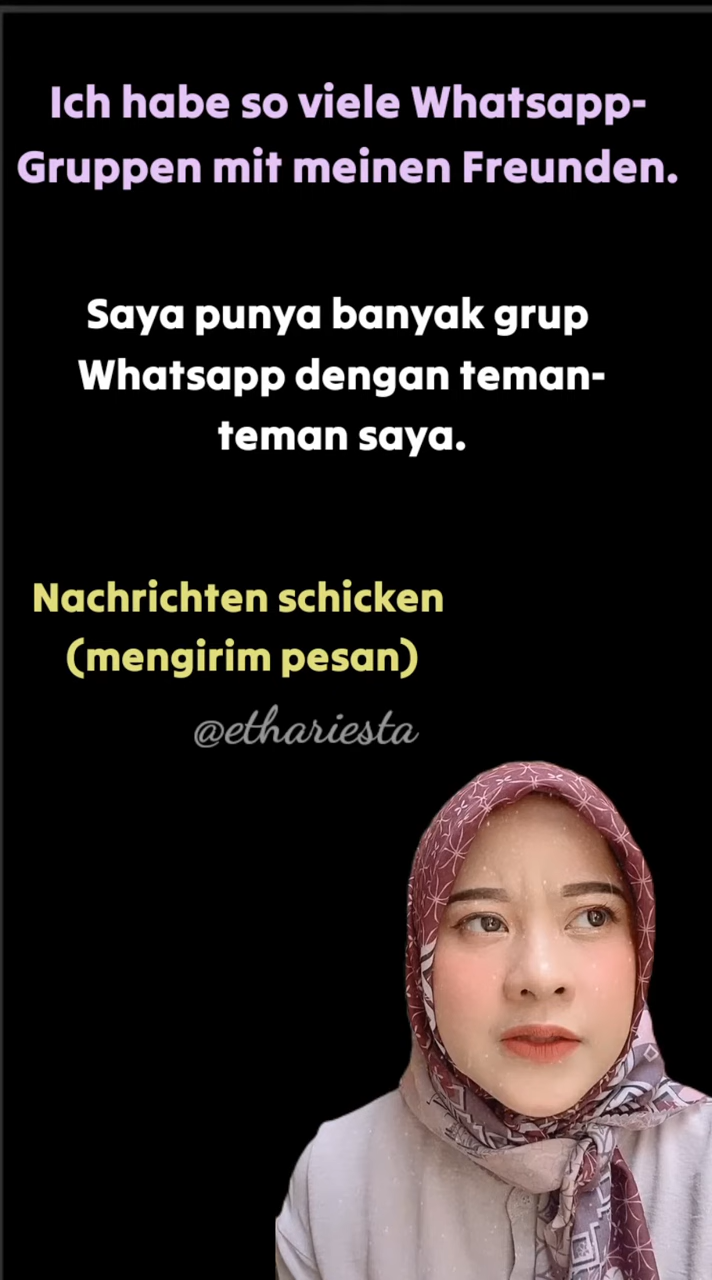 Ich habe so viele Whatsapp-
Gruppen mit meinen Freunden.
Saya punya banyak grup
Whatsapp dengan teman-
teman saya.
Nachrichten schicken
(mengirim pesan)
@ethariesta